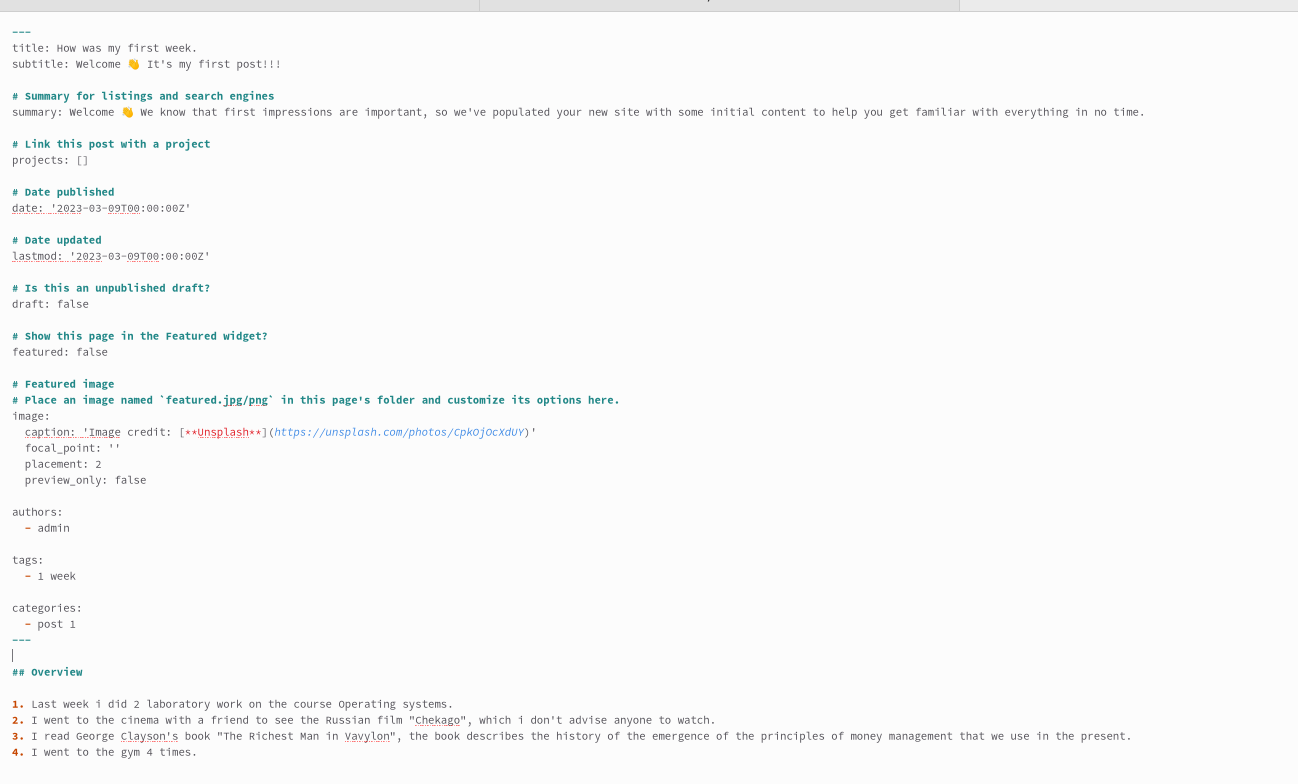 ---
title: How was my first week.
subtitle: Welcome 👋 It's my first post!!!
# Summary for listings and search engines
summary: Welcome 👋 We know that first impressions are important, so we've populated your new site with some initial content to help you get familiar with everything in no time.
# Link this post with a project
projects: []
# Date published
date: '2023-03-09T00:00:00Z'
# Date updated
lastmod: '2023-03-09T00:00:00Z'
# Is this an unpublished draft?
draft: false
# Show this page in the Featured widget?
featured: false
# Featured image
# Place an image named `featured.jpg/png` in this page's folder and customize its options here.
image:
  caption: 'Image credit: [**Unsplash**](https://unsplash.com/photos/CpkOjOcXdUY)'
  focal_point: ''
  placement: 2
  preview_only: false
authors:
  - admin
tags:
  - 1 week
categories:
  - post 1
---
## Overview
1. Last week i did 2 laboratory work on the course Operating systems.
2. I went to the cinema with a friend to see the Russian film "Chekago", which i don't advise anyone to watch.
3. I read George Clayson's book "The Richest Man in Vavylon", the book describes the history of the emergence of the principles of money management that we use in the present.
4. I went to the gym 4 times.